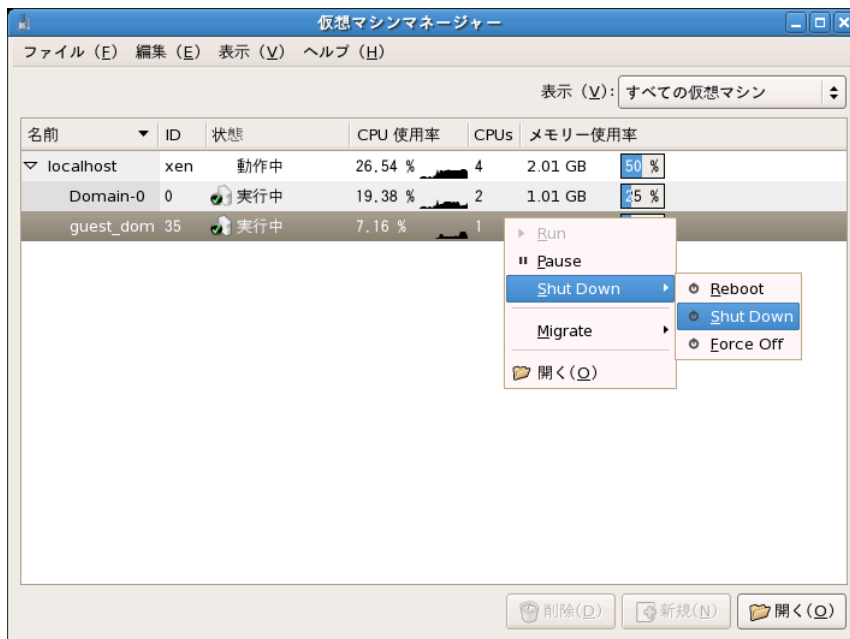 仮想マシンマネージャー
ファイル (F) 編集 (E) 表示 (V) ヘルプ (H)
表示 (V): すべての仮想マシン
名前 ID 状態 CPU 使用率 CPUs メモリー使用率
localhost xen 動作中 26.54 % 4 2.01 GB 50 %
Domain-0 0 実行中 19.38 % 2 1.01 GB 25 %
guest_dom 35 実行中 7.16 % 1
Run
Pause
Shut Down
Migrate
開く(O)
Reboot
Shut Down
Force Off
削除(D) 新規(N) 開く(O)